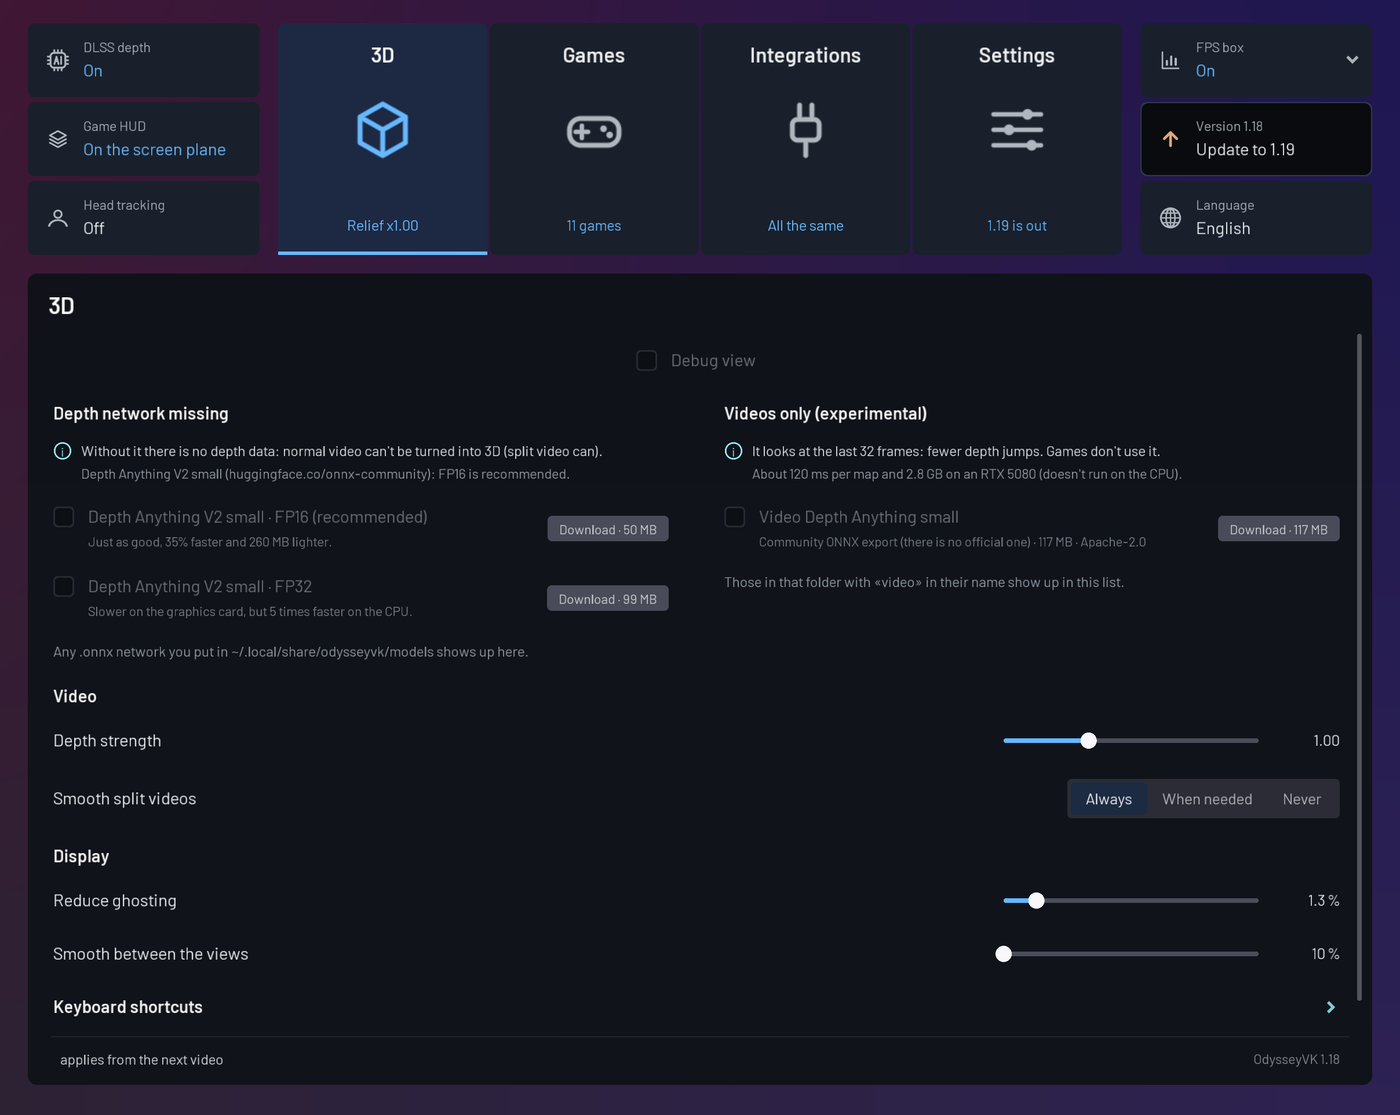 DLSS depth
On
Game HUD
On the screen plane
Head tracking
Off
3D
Relief x1.00
Games
11 games
Integrations
All the same
Settings
1.19 is out
FPS box
On
Version 1.18
Update to 1.19
Language
English
3D
Debug view
Depth network missing
Without it there is no depth data: normal video can't be turned into 3D (split video can).
Depth Anything V2 small (huggingface.co/onnx-community): FP16 is recommended.
Depth Anything V2 small · FP16 (recommended)
Just as good, 35% faster and 260 MB lighter.
Download · 50 MB
Depth Anything V2 small · FP32
Slower on the graphics card, but 5 times faster on the CPU.
Download · 99 MB
Any .onnx network you put in ~/.local/share/odysseyvk/models shows up here.
Videos only (experimental)
It looks at the last 32 frames: fewer depth jumps. Games don't use it.
About 120 ms per map and 2.8 GB on an RTX 5080 (doesn't run on the CPU).
Video Depth Anything small
Community ONNX export (there is no official one) · 117 MB · Apache-2.0
Download · 117 MB
Those in that folder with «video» in their name show up in this list.
Video
Depth strength
1.00
Smooth split videos
Always When needed Never
Display
Reduce ghosting
1.3 %
Smooth between the views
10 %
Keyboard shortcuts
applies from the next video
OdysseyVK 1.18